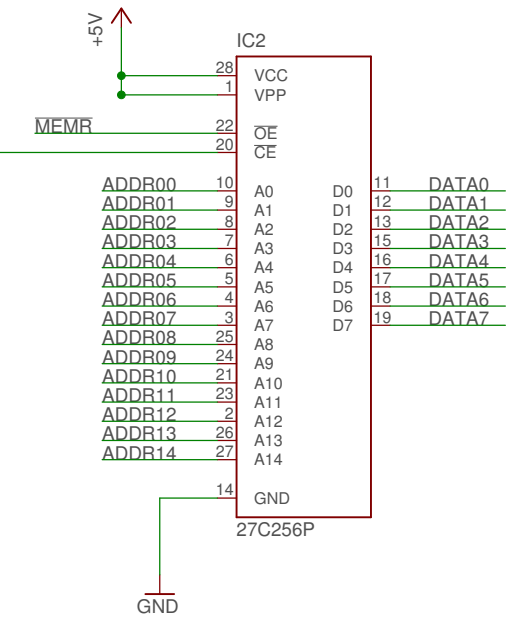 +5V
IC2
28 VCC
1 VPP
MEMR 22 OE
20 CE
ADDR00 10 A0 D0 11 DATA0
ADDR01 9 A1 D1 12 DATA1
ADDR02 8 A2 D2 13 DATA2
ADDR03 7 A3 D3 15 DATA3
ADDR04 6 A4 D4 16 DATA4
ADDR05 5 A5 D5 17 DATA5
ADDR06 4 A6 D6 18 DATA6
ADDR07 3 A7 D7 19 DATA7
ADDR08 25 A8
ADDR09 24 A9
ADDR10 21 A10
ADDR11 23 A11
ADDR12 2 A12
ADDR13 26 A13
ADDR14 27 A14
14 GND
27C256P
GND